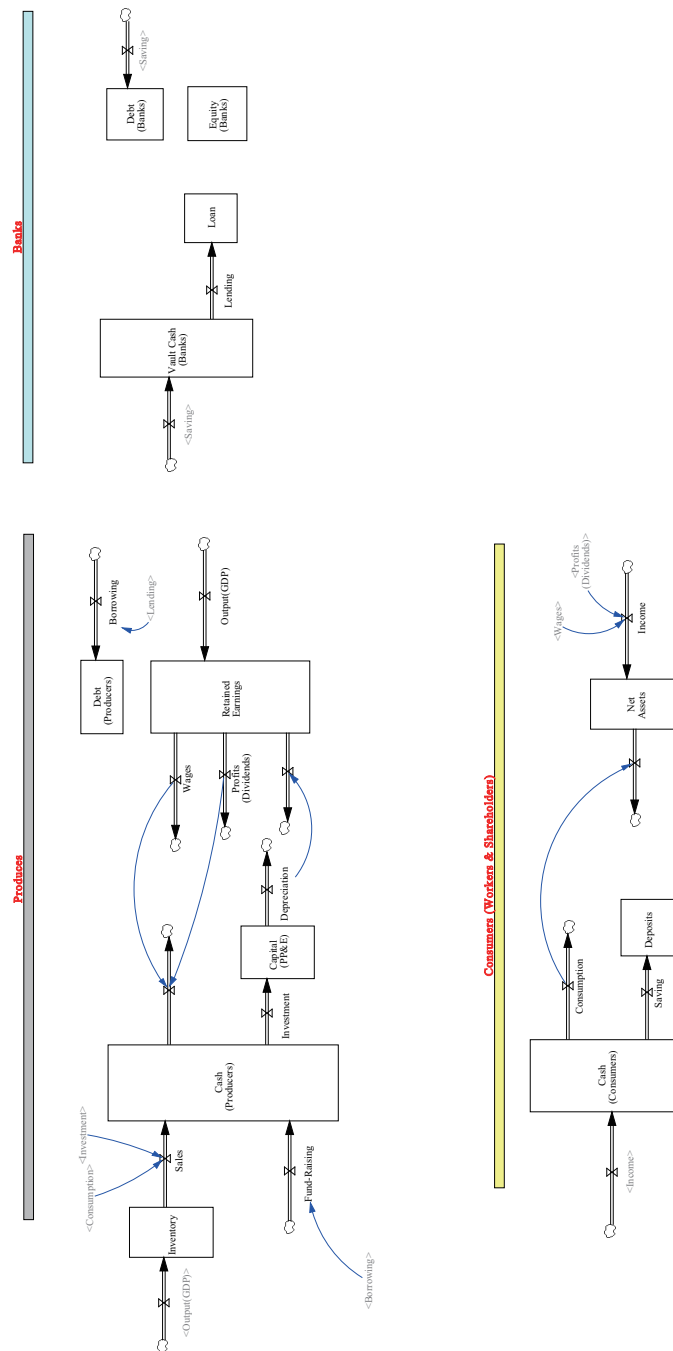 Produces
<Output(GDP)>
Inventory
<Consumption>
<Investment>
Sales
<Borrowing>
Fund-Raising
Cash
(Producers)
Investment
Capital
(PP&E)
Depreciation
Wages
Profits
(Dividends)
Retained
Earnings
Output(GDP)
Debt
(Producers)
Borrowing
<Lending>
Banks
<Saving>
Vault Cash
(Banks)
Lending
Loan
Debt
(Banks)
<Saving>
Equity
(Banks)
Consumers (Workers & Shareholders)
<Income>
Cash
(Consumers)
Consumption
Saving
Deposits
Net
Assets
<Wages>
<Profits
(Dividends)>
Income